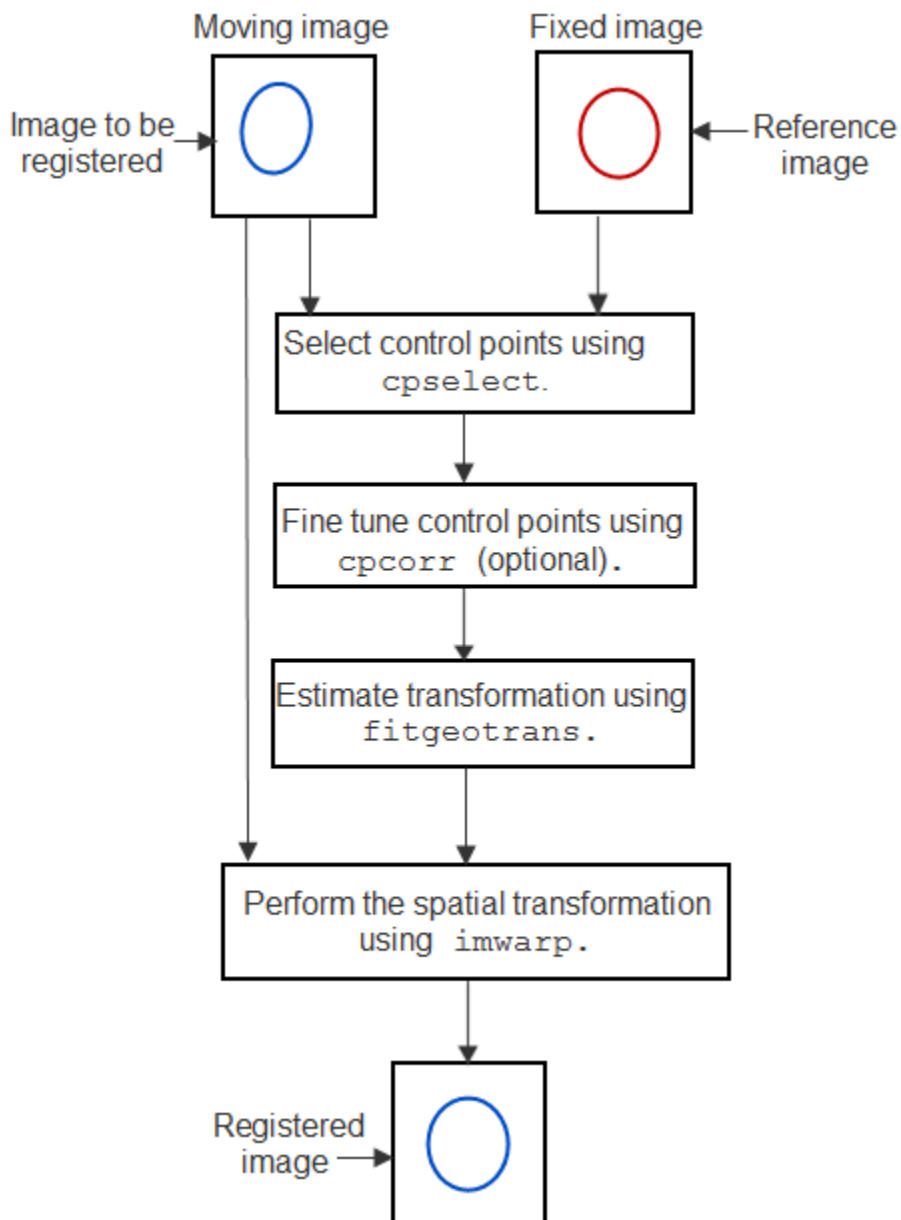 Moving image
Fixed image
Image to be
registered
Reference
image
Select control points using
cpselect.
Fine tune control points using
cpcorr (optional).
Estimate transformation using
fitgeotrans.
Perform the spatial transformation
using imwarp.
Registered
image